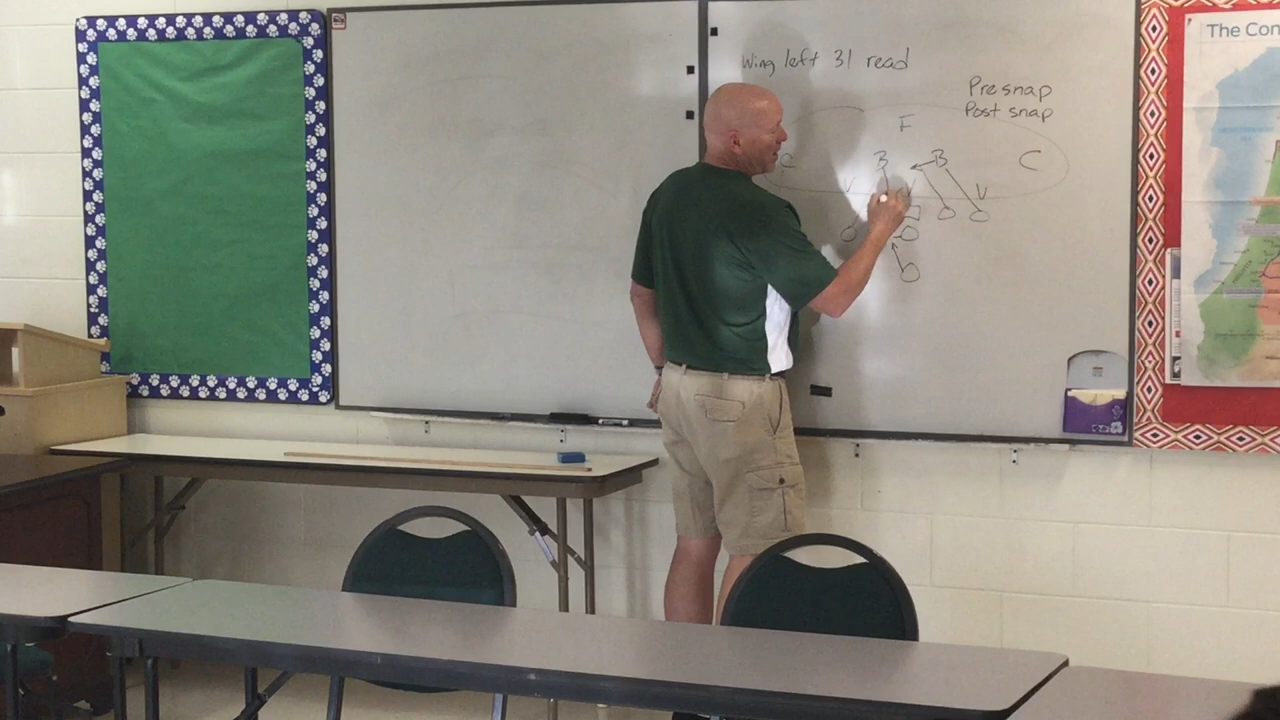 Wing left 31 read
Pre snap
Post snap
The Con
F
C B B C
V V V